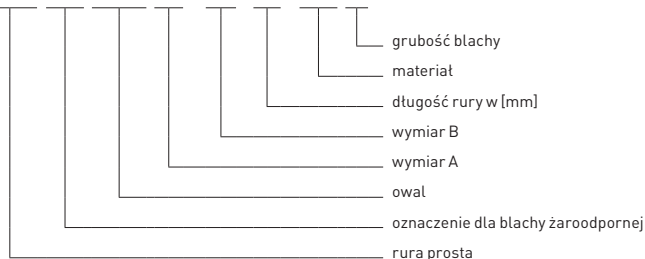 grubość blachy
materiał
długość rury w [mm]
wymiar B
wymiar A
owal
oznaczenie dla blachy żaroodpornej
rura prosta